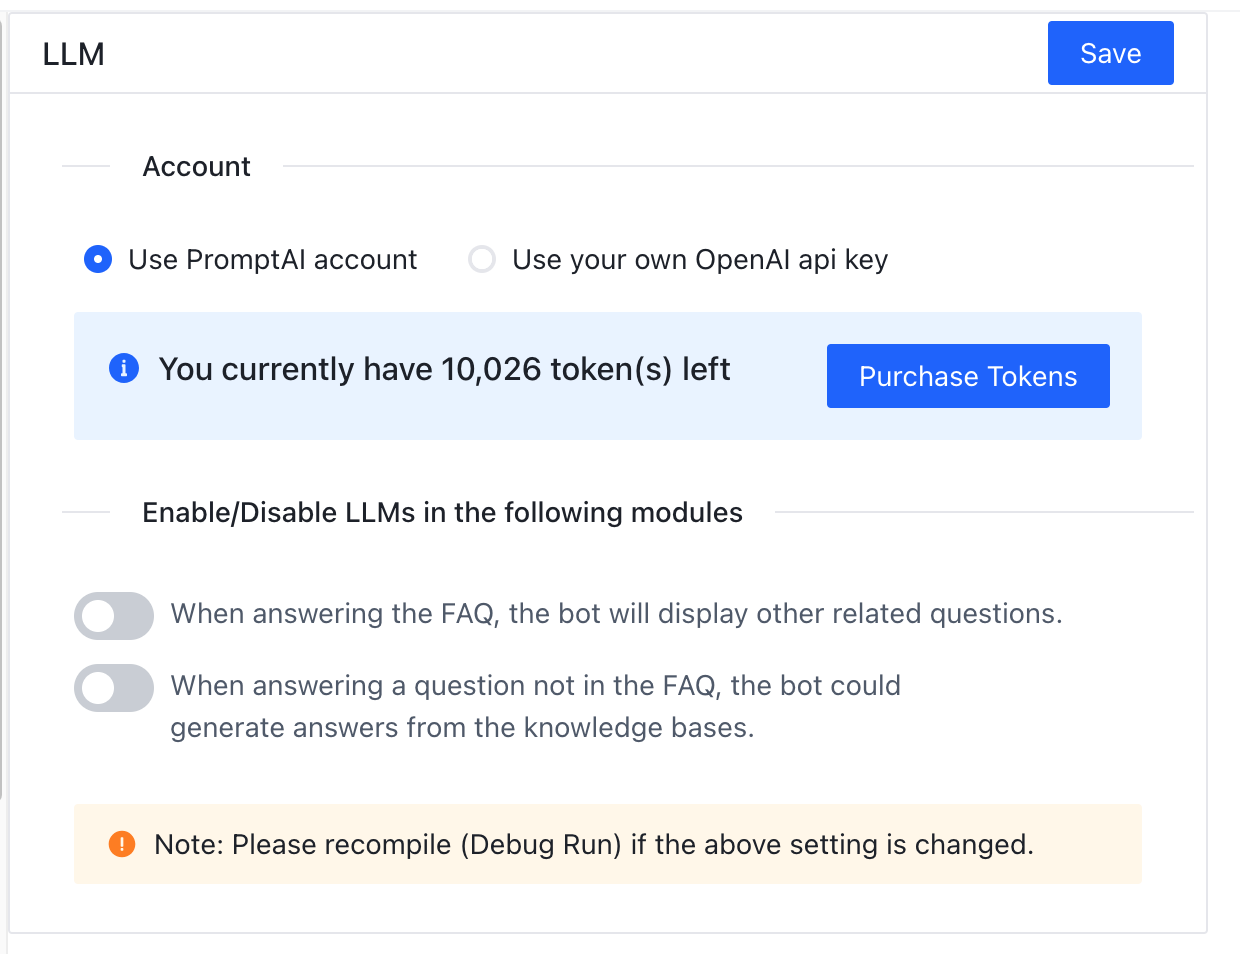 LLM
Save
Account
Use PromptAI account
Use your own OpenAI api key
You currently have 10,026 token(s) left
Purchase Tokens
Enable/Disable LLMs in the following modules
When answering the FAQ, the bot will display other related questions.
When answering a question not in the FAQ, the bot could
generate answers from the knowledge bases.
Note: Please recompile (Debug Run) if the above setting is changed.